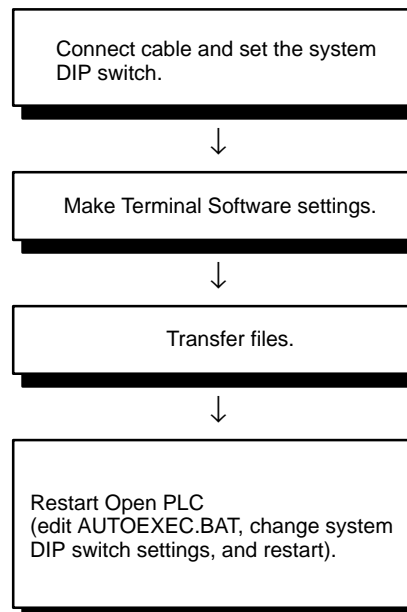 Connect cable and set the system
DIP switch.
↓
Make Terminal Software settings.
↓
Transfer files.
↓
Restart Open PLC
(edit AUTOEXEC.BAT, change system
DIP switch settings, and restart).